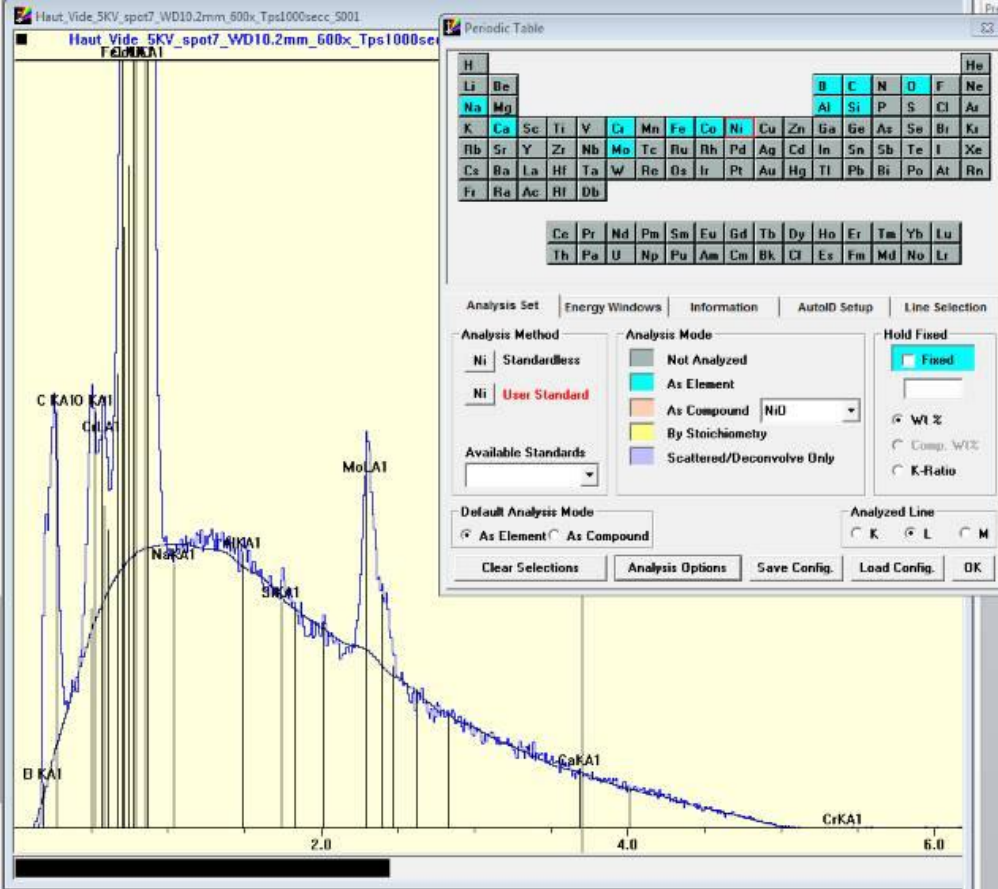 Haut_Vide_5KV_spot7_WD10.2mm_600x_Tps1000secc_S001
Haut_Vide_5KV_spot7_WD10.2mm_600x_Tps1000sec
C KA1O KA1
CrLA1
MoLA1
NaKA1
AlKA1
SiKA1
CaKA1
B KA1
CrKA1
2.0
4.0
6.0
Periodic Table
H He
Li Be B C N O F Ne
Na Mg Al Si P S Cl Ar
K Ca Sc Ti V Cr Mn Fe Co Ni Cu Zn Ga Ge As Se Br Kr
Rb Sr Y Zr Nb Mo Tc Ru Rh Pd Ag Cd In Sn Sb Te I Xe
Cs Ba La Hf Ta W Re Os Ir Pt Au Hg Tl Pb Bi Po At Rn
Fr Ra Ac Rf Db
Ce Pr Nd Pm Sm Eu Gd Tb Dy Ho Er Tm Yb Lu
Th Pa U Np Pu Am Cm Bk Cf Es Fm Md No Lr
Analysis Set Energy Windows Information AutoID Setup Line Selection
Analysis Method
Ni Standardless
Ni User Standard
Available Standards
Analysis Mode
Not Analyzed
As Element
As Compound NiO
By Stoichiometry
Scattered/Deconvolve Only
Hold Fixed
Fixed
Wt %
Comp. Wt%
K-Ratio
Default Analysis Mode
As Element As Compound
Analyzed Line
K L M
Clear Selections Analysis Options Save Config. Load Config. OK